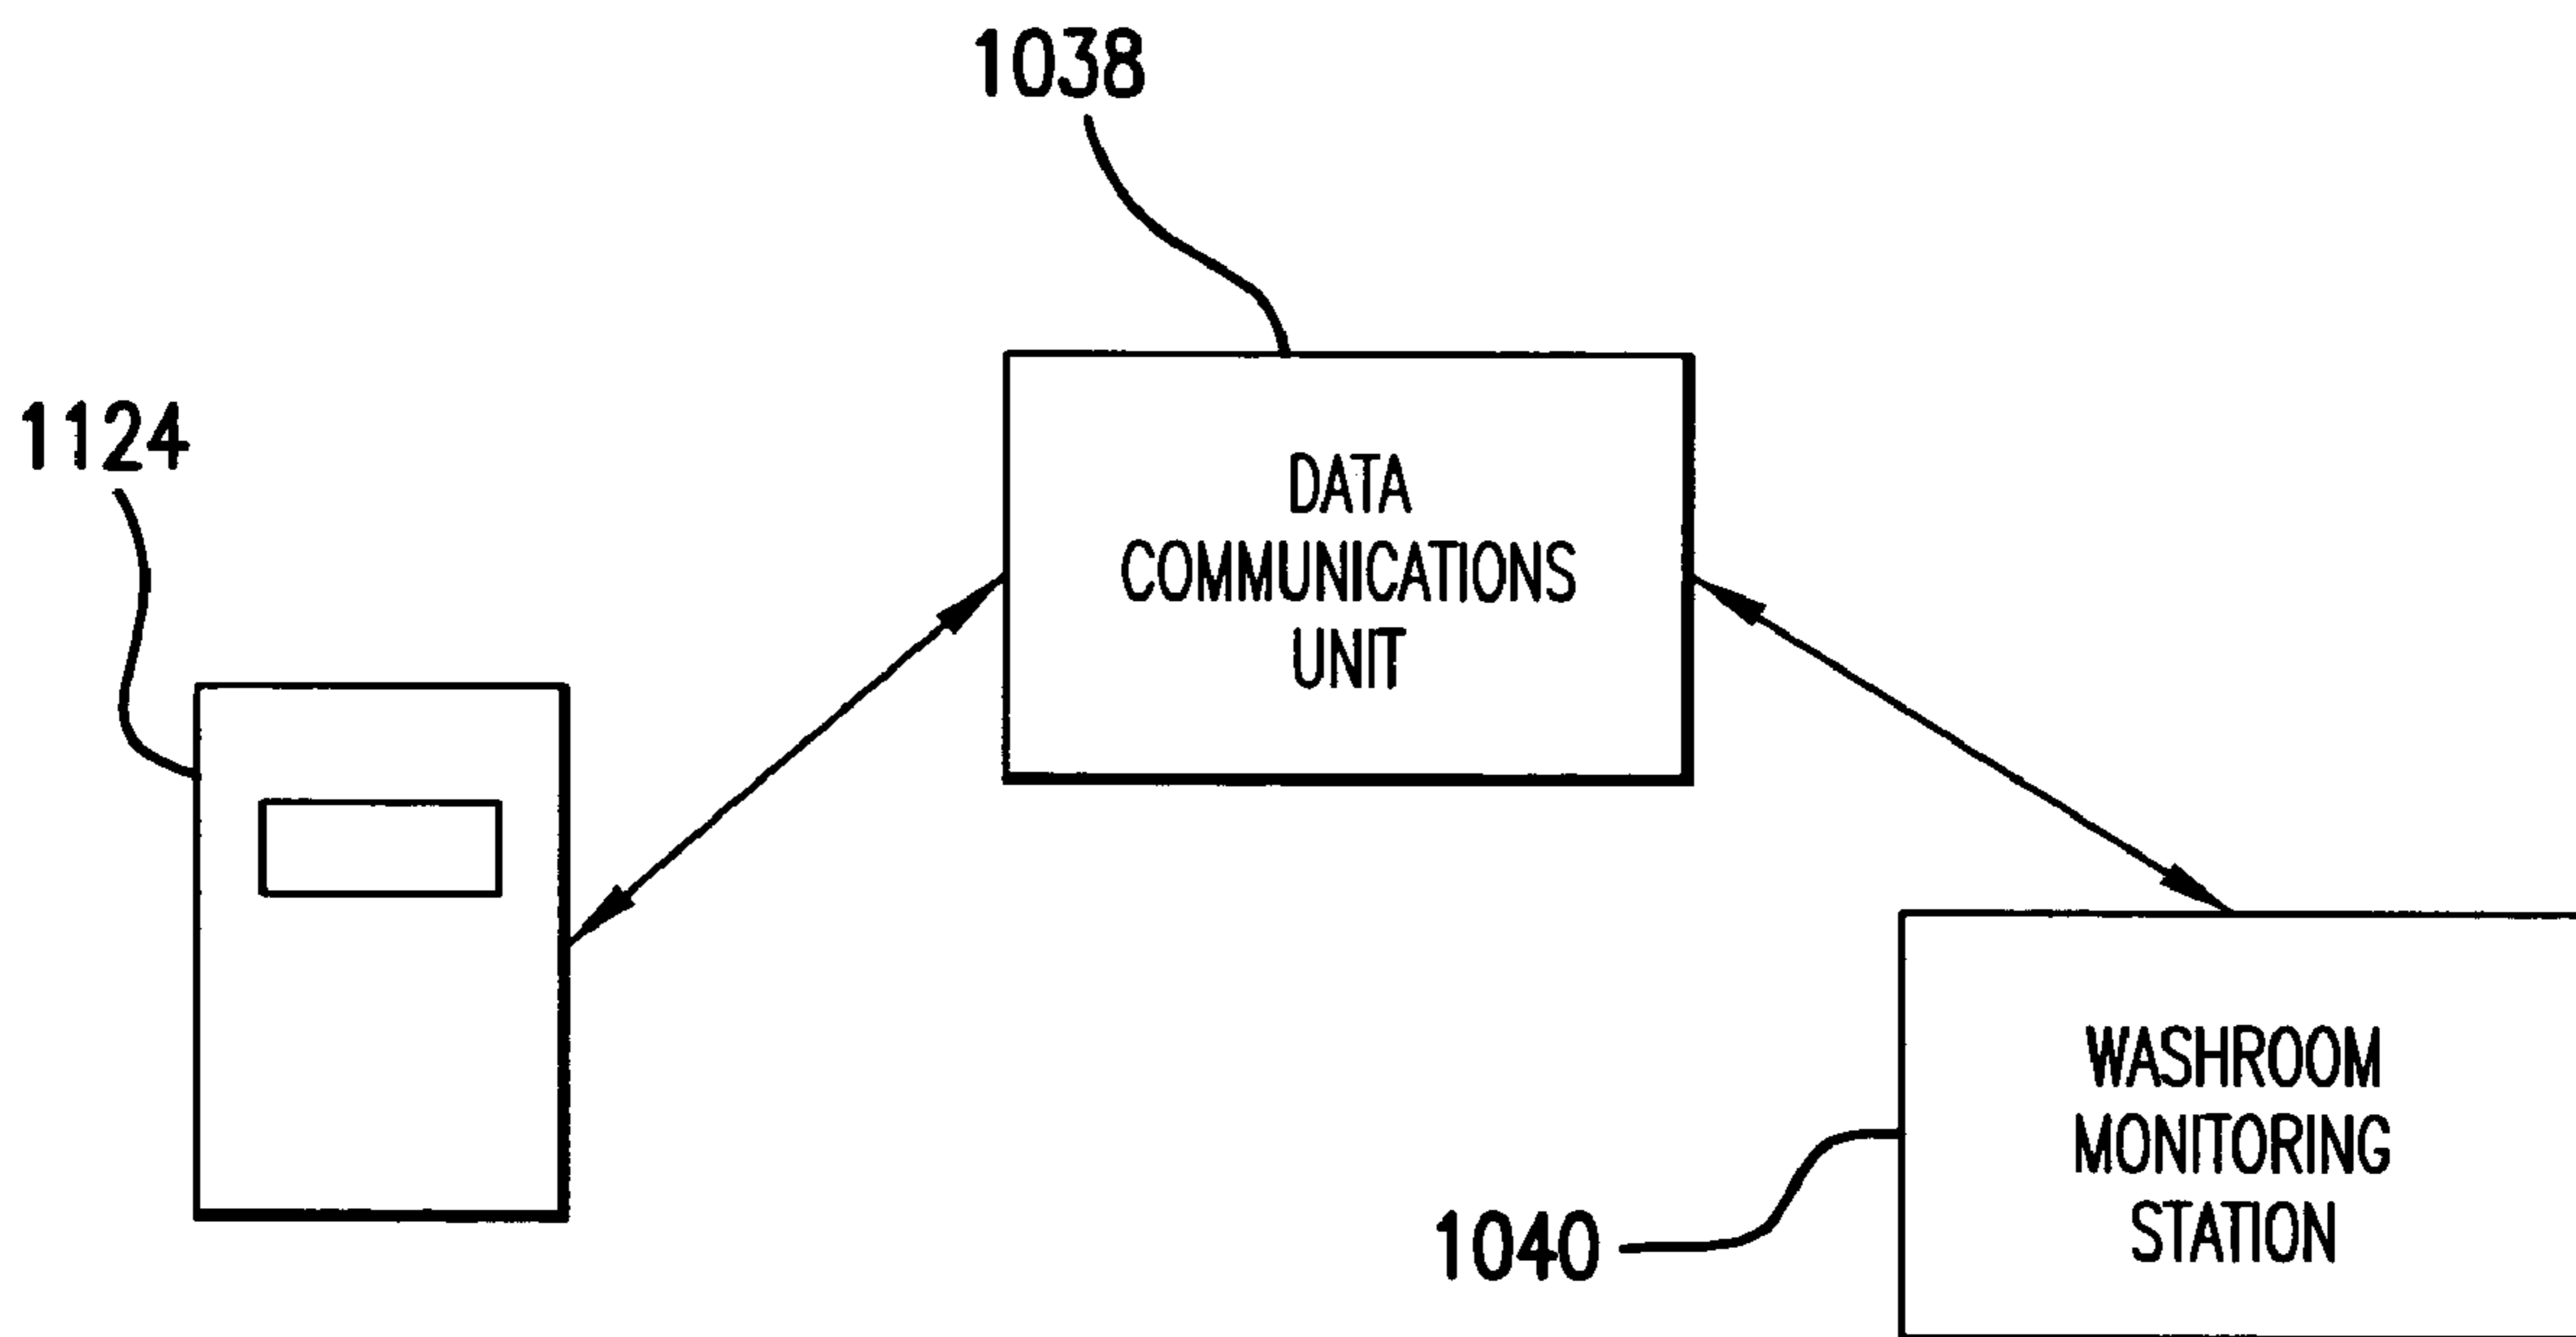 1038
1124
DATA
COMMUNICATIONS
UNIT
WASHROOM
MONITORING
STATION
1040